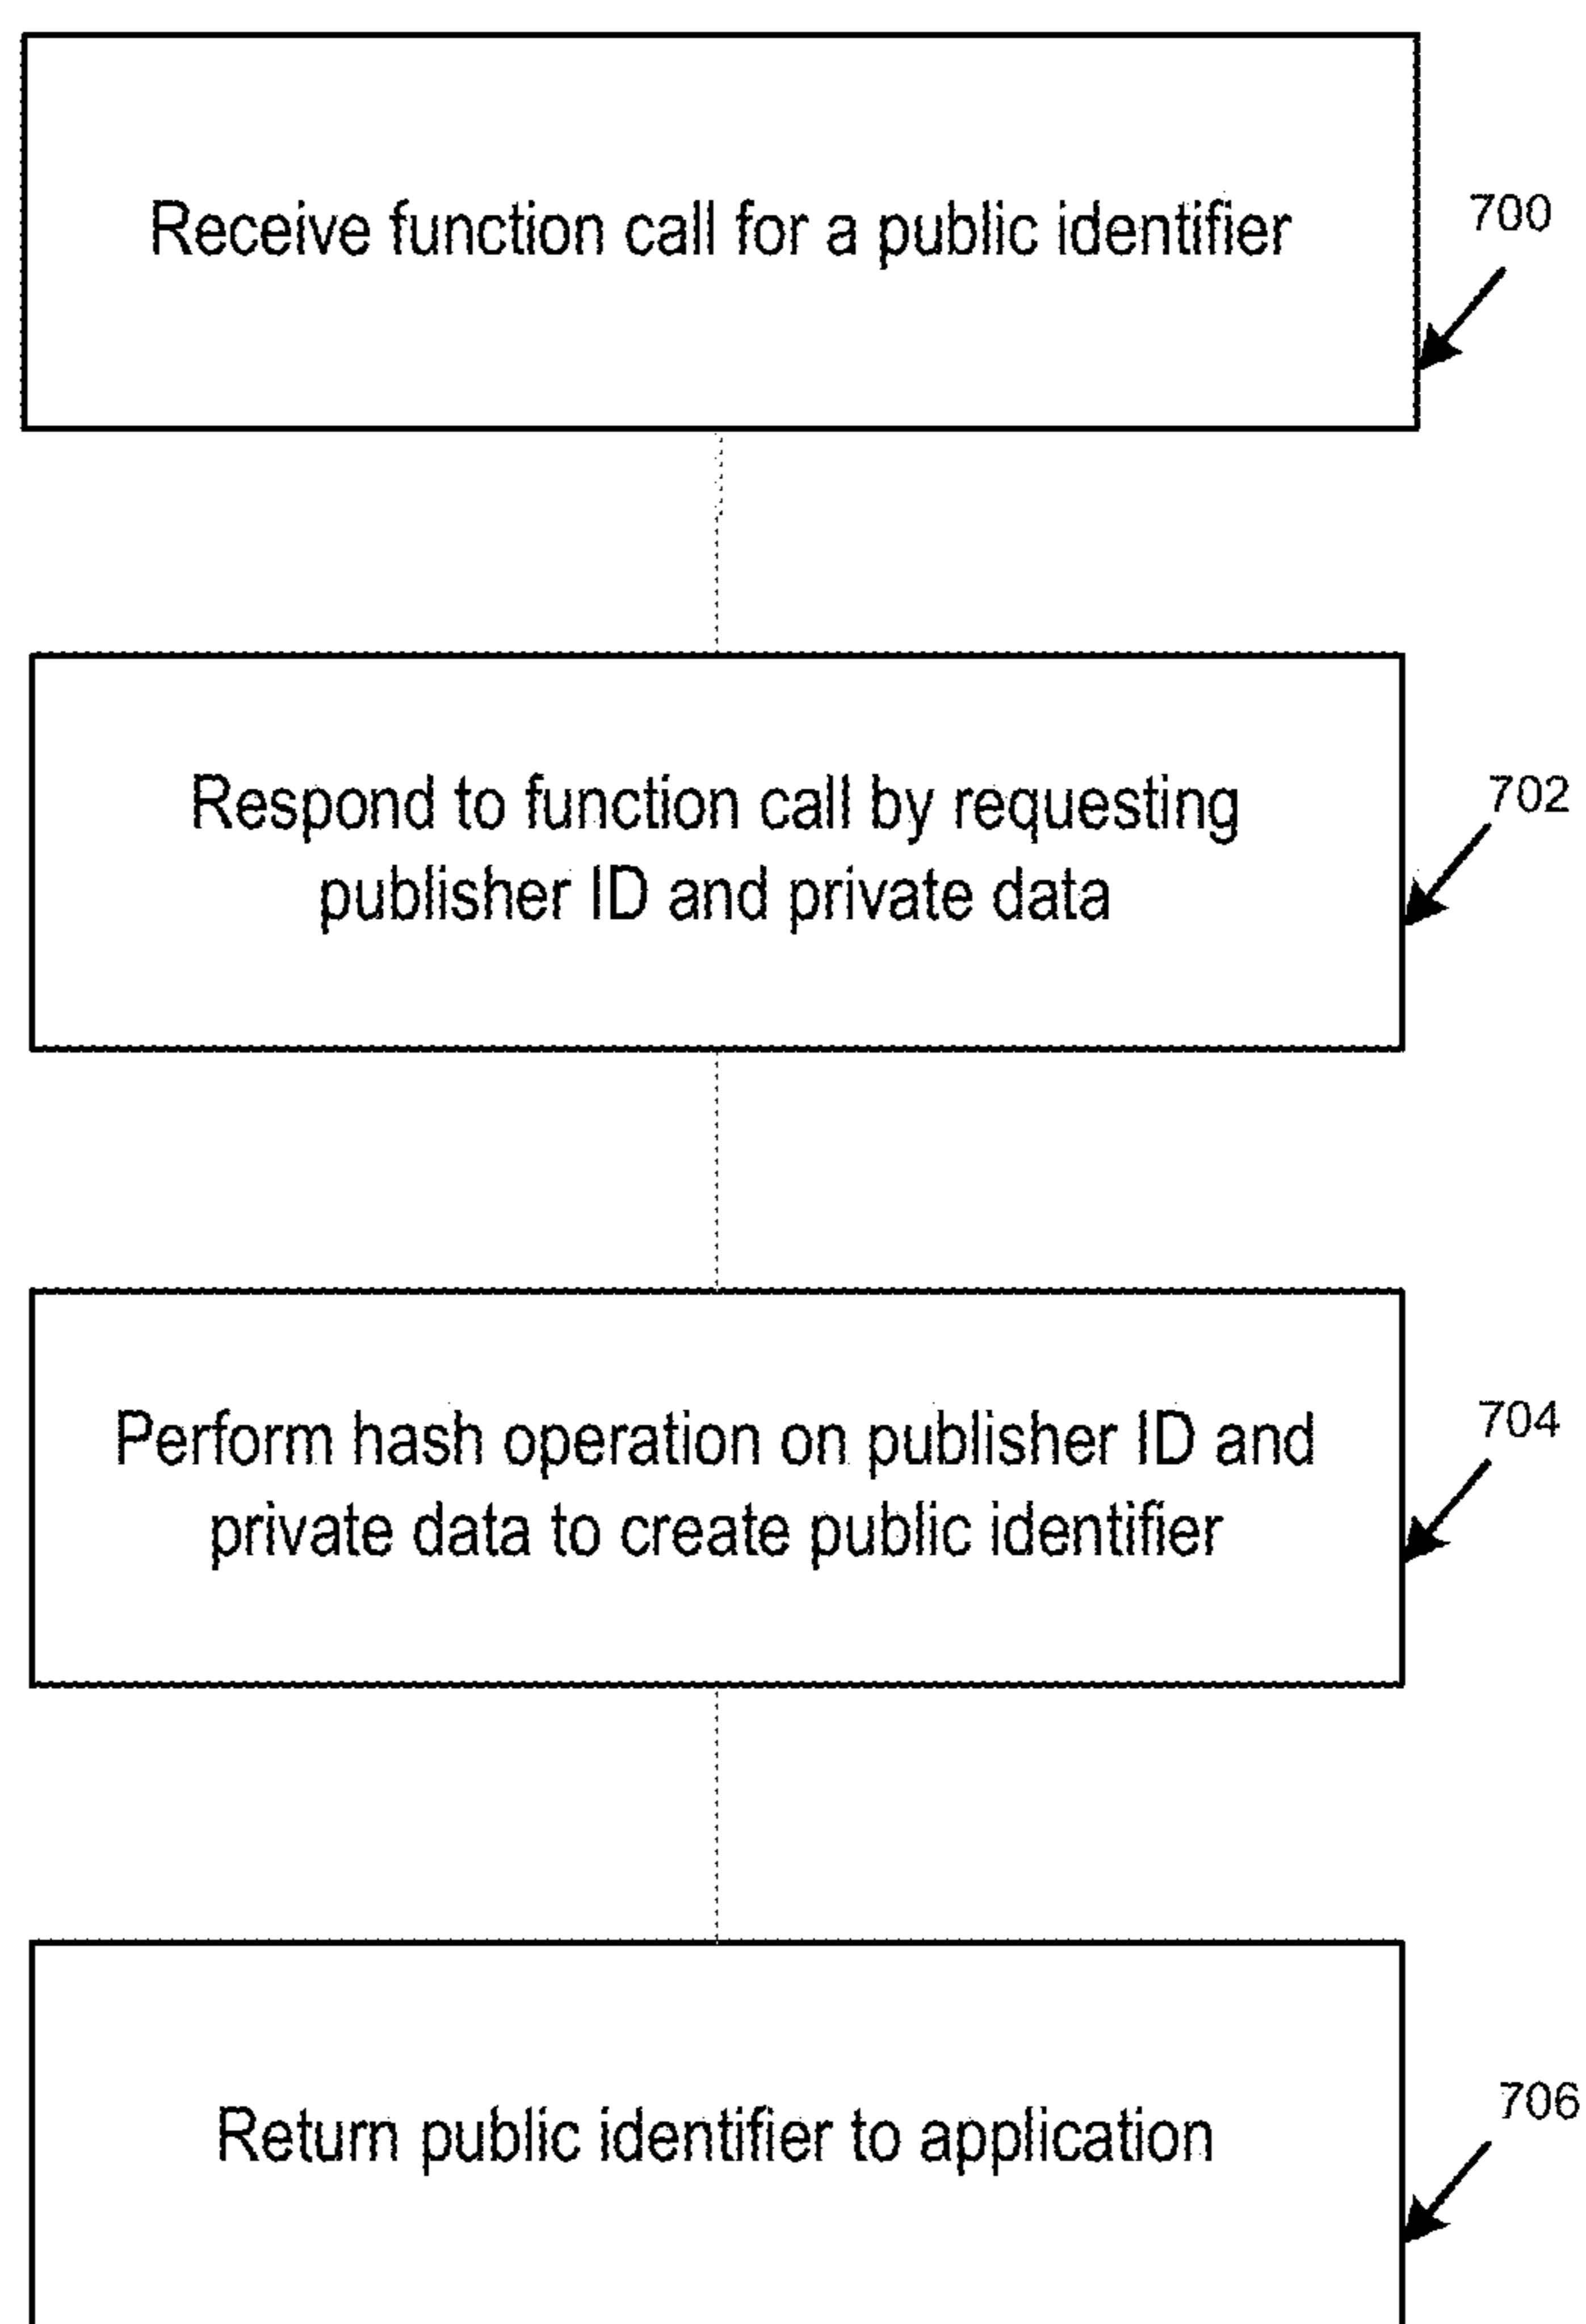 Receive function call for a public identifier
700
Respond to function call by requesting
publisher ID and private data
702
Perform hash operation on publisher ID and
private data to create public identifier
704
Return public identifier to application
706